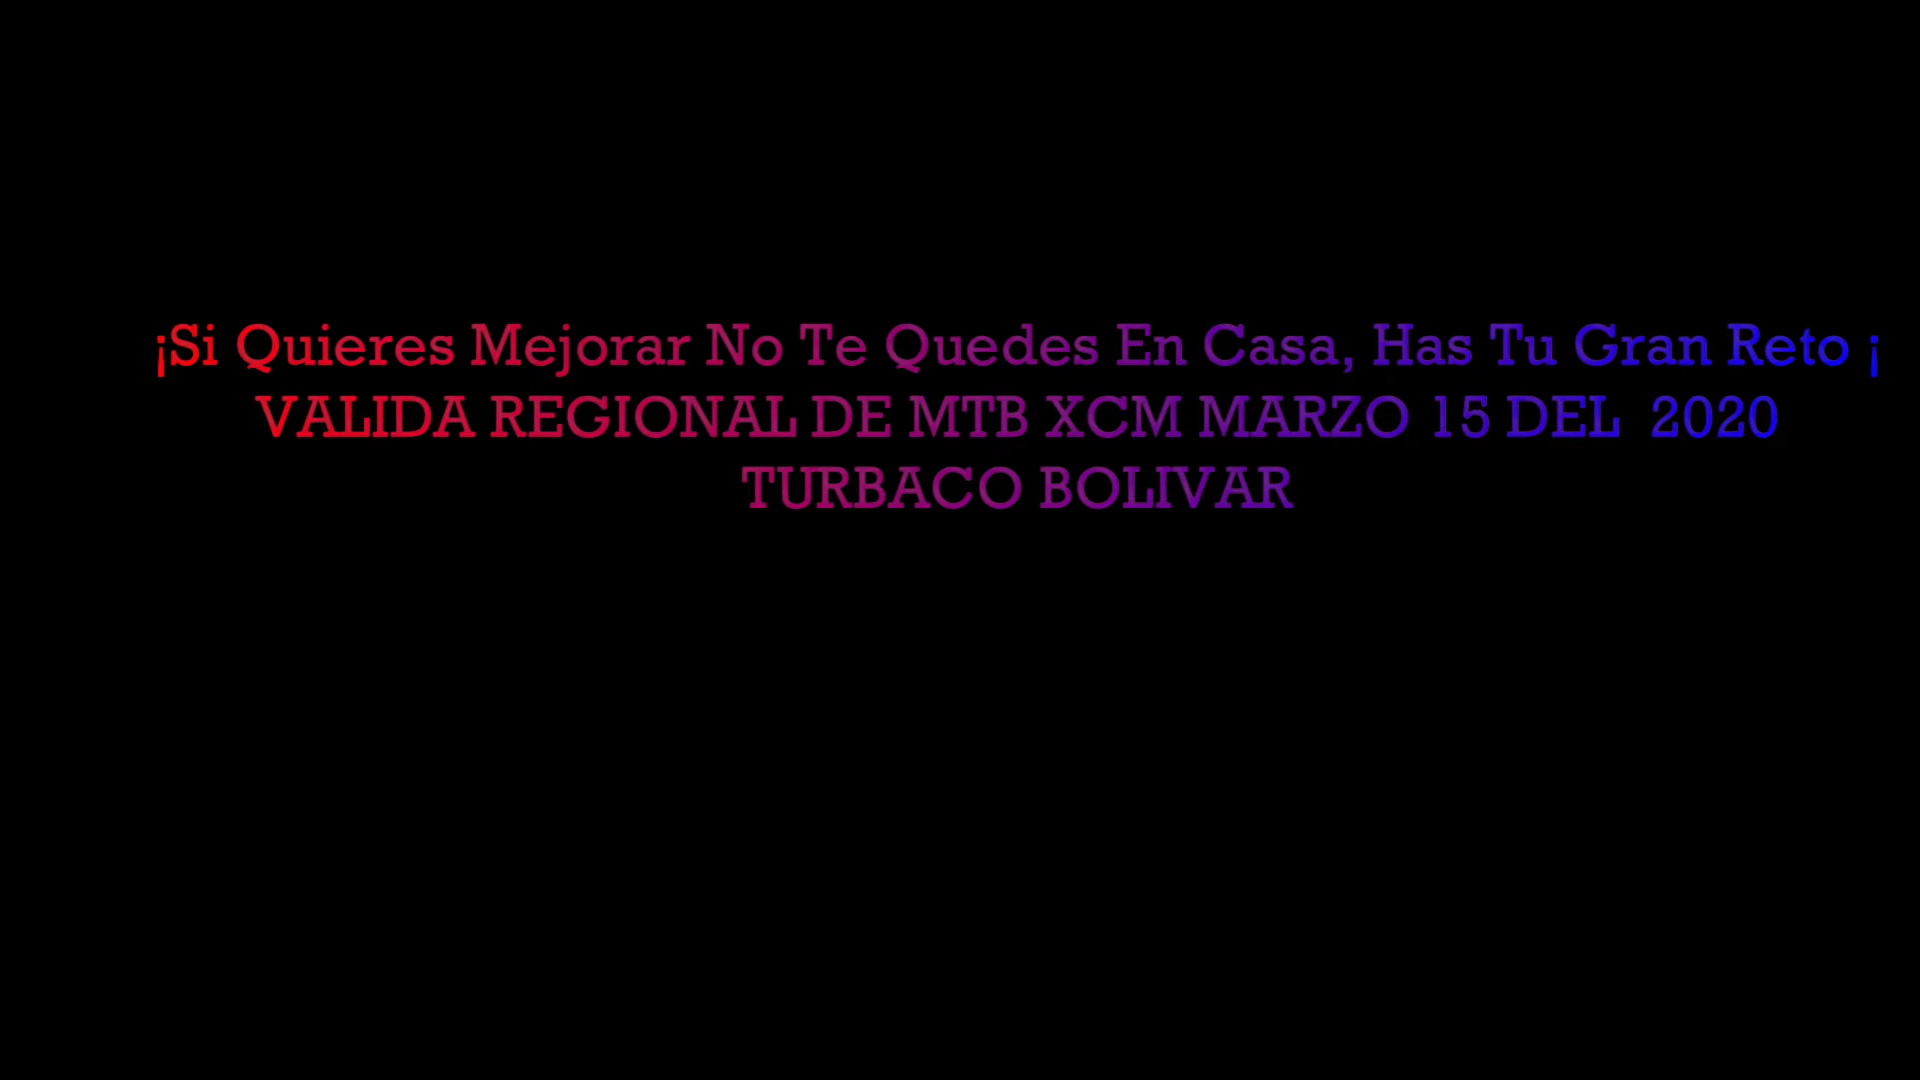 ¡Si Quieres Mejorar No Te Quedes En Casa, Has Tu Gran Reto ¡
VALIDA REGIONAL DE MTB XCM MARZO 15 DEL  2020
TURBACO BOLIVAR